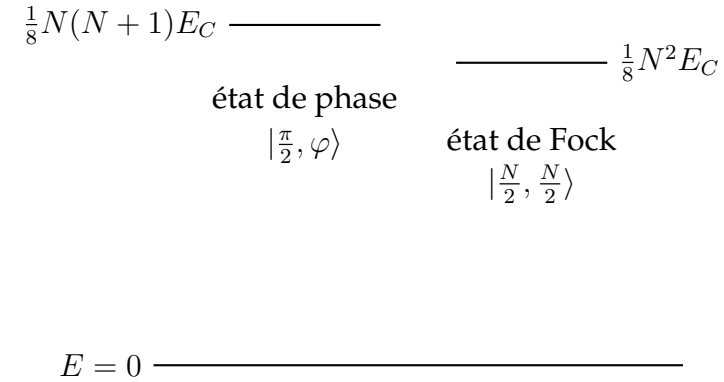 $\frac{1}{8}N(N+1)E_C$
$\frac{1}{8}N^2E_C$
état de phase
$|\frac{\pi}{2}, \varphi\rangle$
état de Fock
$|\frac{N}{2}, \frac{N}{2}\rangle$
$E = 0$